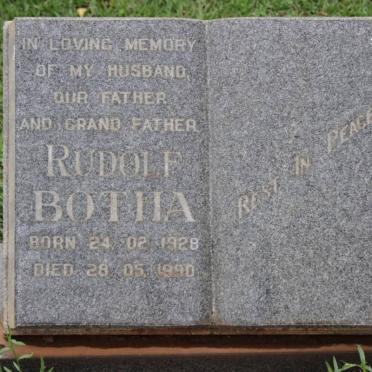 IN LOVING MEMORY
OF MY HUSBAND,
OUR FATHER
AND GRAND FATHER
RUDOLF
BOTHA
BORN 24. 02. 1928
DIED 28. 05. 1990
REST IN PEACE